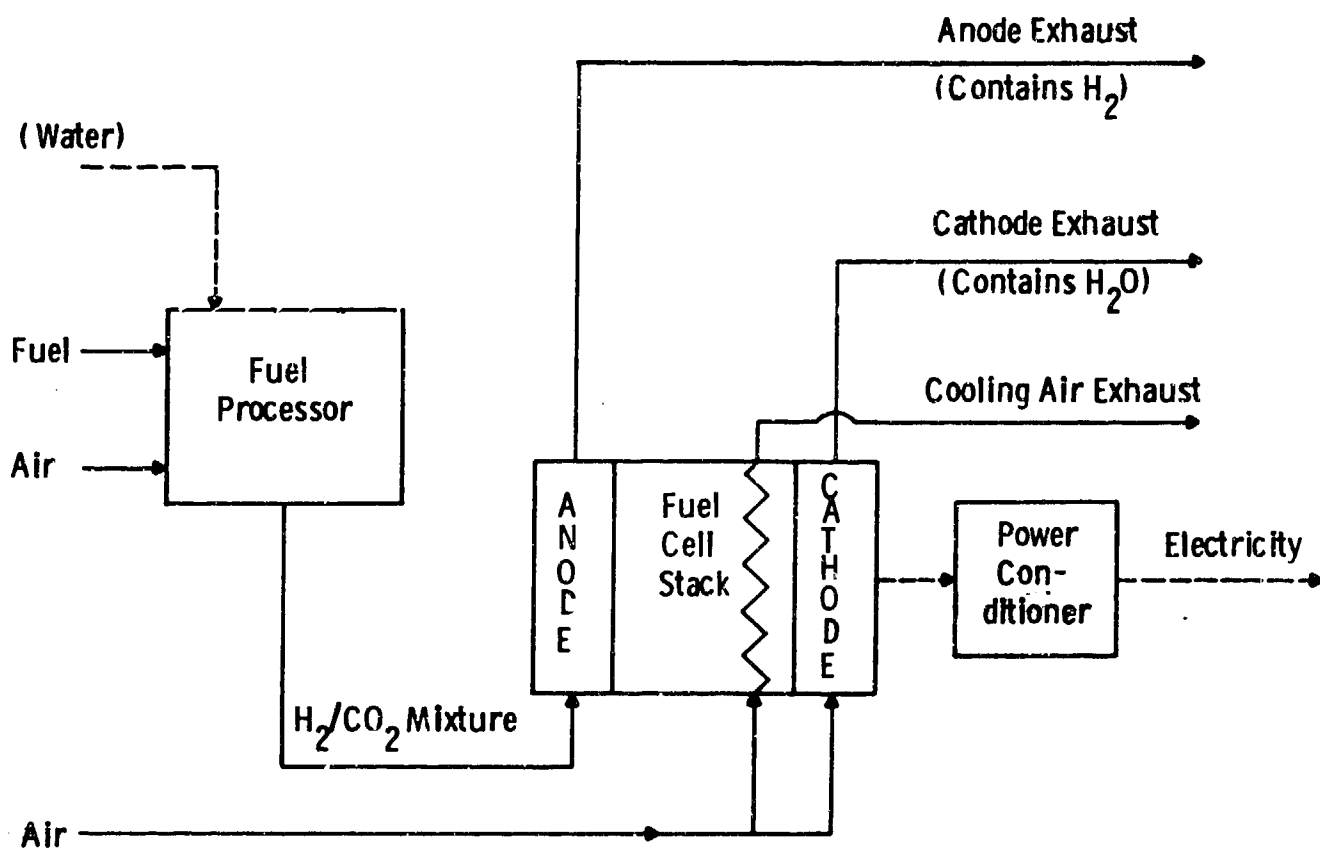 Anode Exhaust
(Contains H2)
(Water)
Cathode Exhaust
(Contains H2O)
Fuel
Fuel
Processor
Cooling Air Exhaust
Air
ANODE
Fuel
Cell
Stack
CATHODE
Power
Con-
ditioner
Electricity
H2/CO2 Mixture
Air